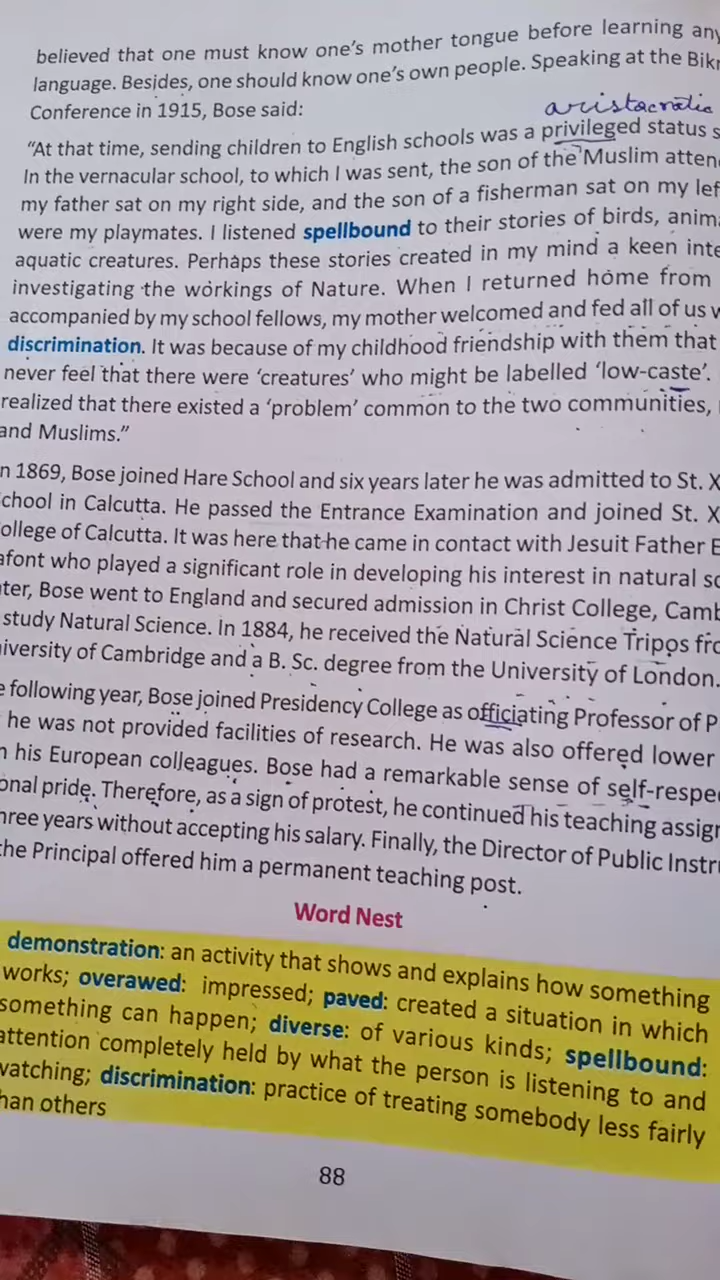 believed that one must know one's mother tongue before learning any
language. Besides, one should know one's own people. Speaking at the Bikr
Conference in 1915, Bose said:
aristocratic
"At that time, sending children to English schools was a privileged status s
In the vernacular school, to which I was sent, the son of the Muslim atten
my father sat on my right side, and the son of a fisherman sat on my lef
were my playmates. I listened spellbound to their stories of birds, anim
aquatic creatures. Perhaps these stories created in my mind a keen inte
investigating the workings of Nature. When I returned home from
accompanied by my school fellows, my mother welcomed and fed all of us w
discrimination. It was because of my childhood friendship with them that
never feel that there were 'creatures' who might be labelled 'low-caste'.
realized that there existed a 'problem' common to the two communities,
and Muslims."
n 1869, Bose joined Hare School and six years later he was admitted to St. X
chool in Calcutta. He passed the Entrance Examination and joined St. X
ollege of Calcutta. It was here that he came in contact with Jesuit Father E
afont who played a significant role in developing his interest in natural sc
ter, Bose went to England and secured admission in Christ College, Camb
study Natural Science. In 1884, he received the Natural Science Tripos fro
iversity of Cambridge and a B. Sc. degree from the University of London.
e following year, Bose joined Presidency College as officiating Professor of P
he was not provided facilities of research. He was also offered lower
n his European colleagues. Bose had a remarkable sense of self-respe
onal pride. Therefore, as a sign of protest, he continued his teaching assign
hree years without accepting his salary. Finally, the Director of Public Instru
the Principal offered him a permanent teaching post.
Word Nest
demonstration: an activity that shows and explains how something
works; overawed: impressed; paved: created a situation in which
something can happen; diverse: of various kinds; spellbound:
attention completely held by what the person is listening to and
watching; discrimination: practice of treating somebody less fairly
han others
88